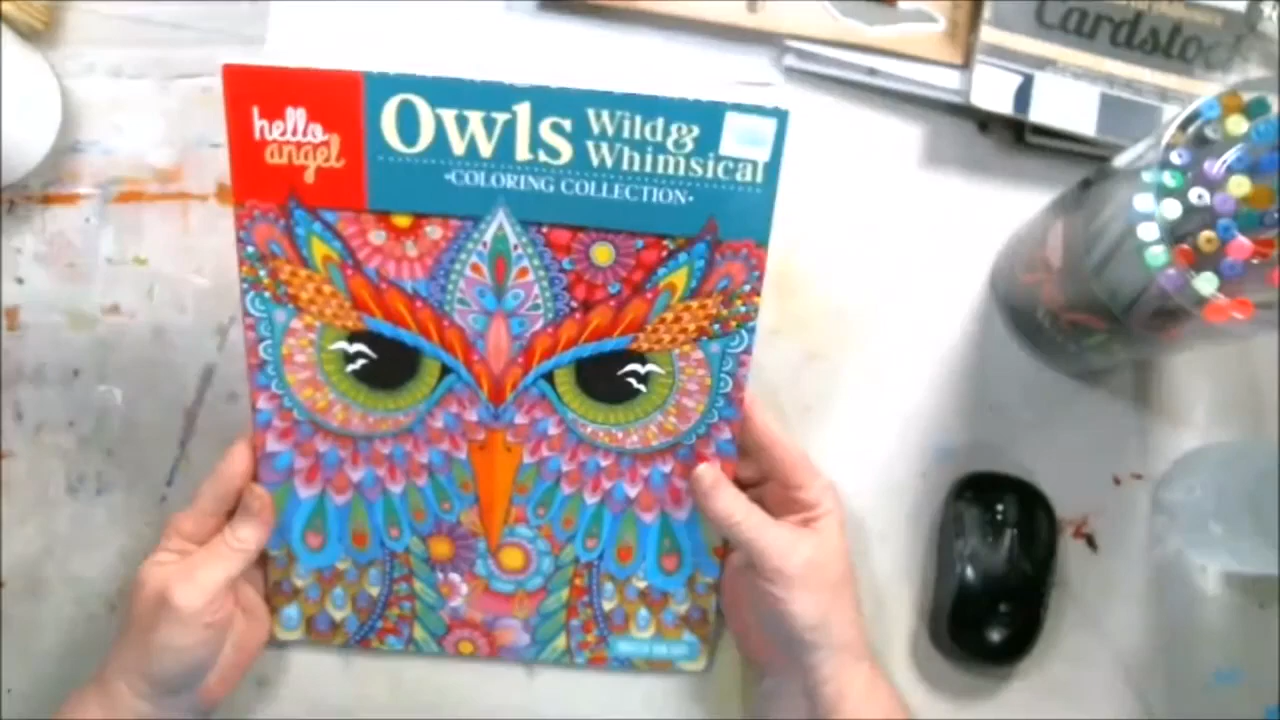 hello
angel
Owls
Wild &
Whimsical
•COLORING COLLECTION•
Cardstock